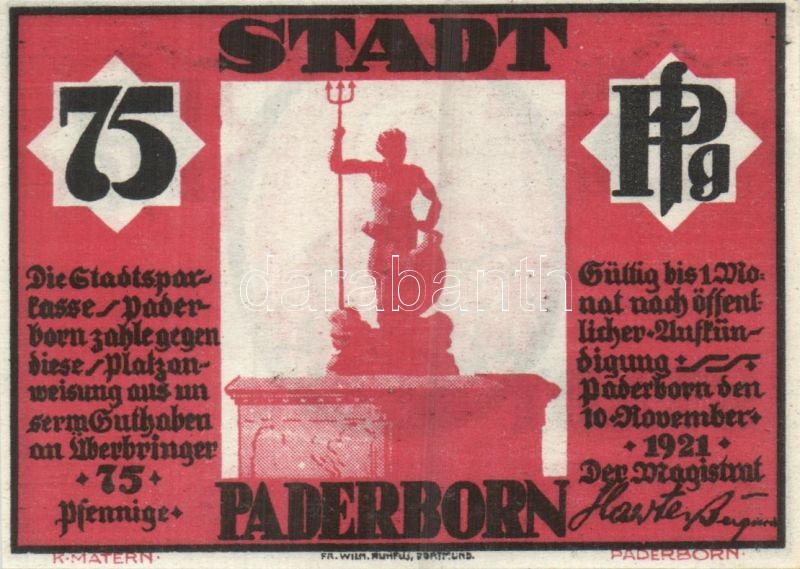 STADT
75
Pfg
Die Stadtspar-
kasse Pader-
born zahle gegen
diese Platzan-
weisung aus un
serm Guthaben
an Überbringer
75
Pfennige
Gültig bis 1. Mo-
nat nach öffent-
licher Aufkün-
digung
Paderborn den
10. November
1921
Der Magistrat
PADERBORN
K. MATERN.
FR. WILH. RUHFUS, DORTMUND.
PADERBORN.
darabanth